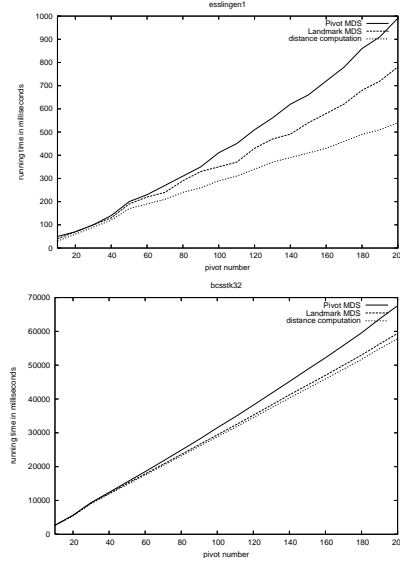 esslingen1
Pivot MDS
Landmark MDS
distance computation
running time in milliseconds
1000
900
800
700
600
500
400
300
200
100
0
20 40 60 80 100 120 140 160 180 200
pivot number
bcsstk32
Pivot MDS
Landmark MDS
distance computation
running time in milliseconds
70000
60000
50000
40000
30000
20000
10000
0
20 40 60 80 100 120 140 160 180 200
pivot number